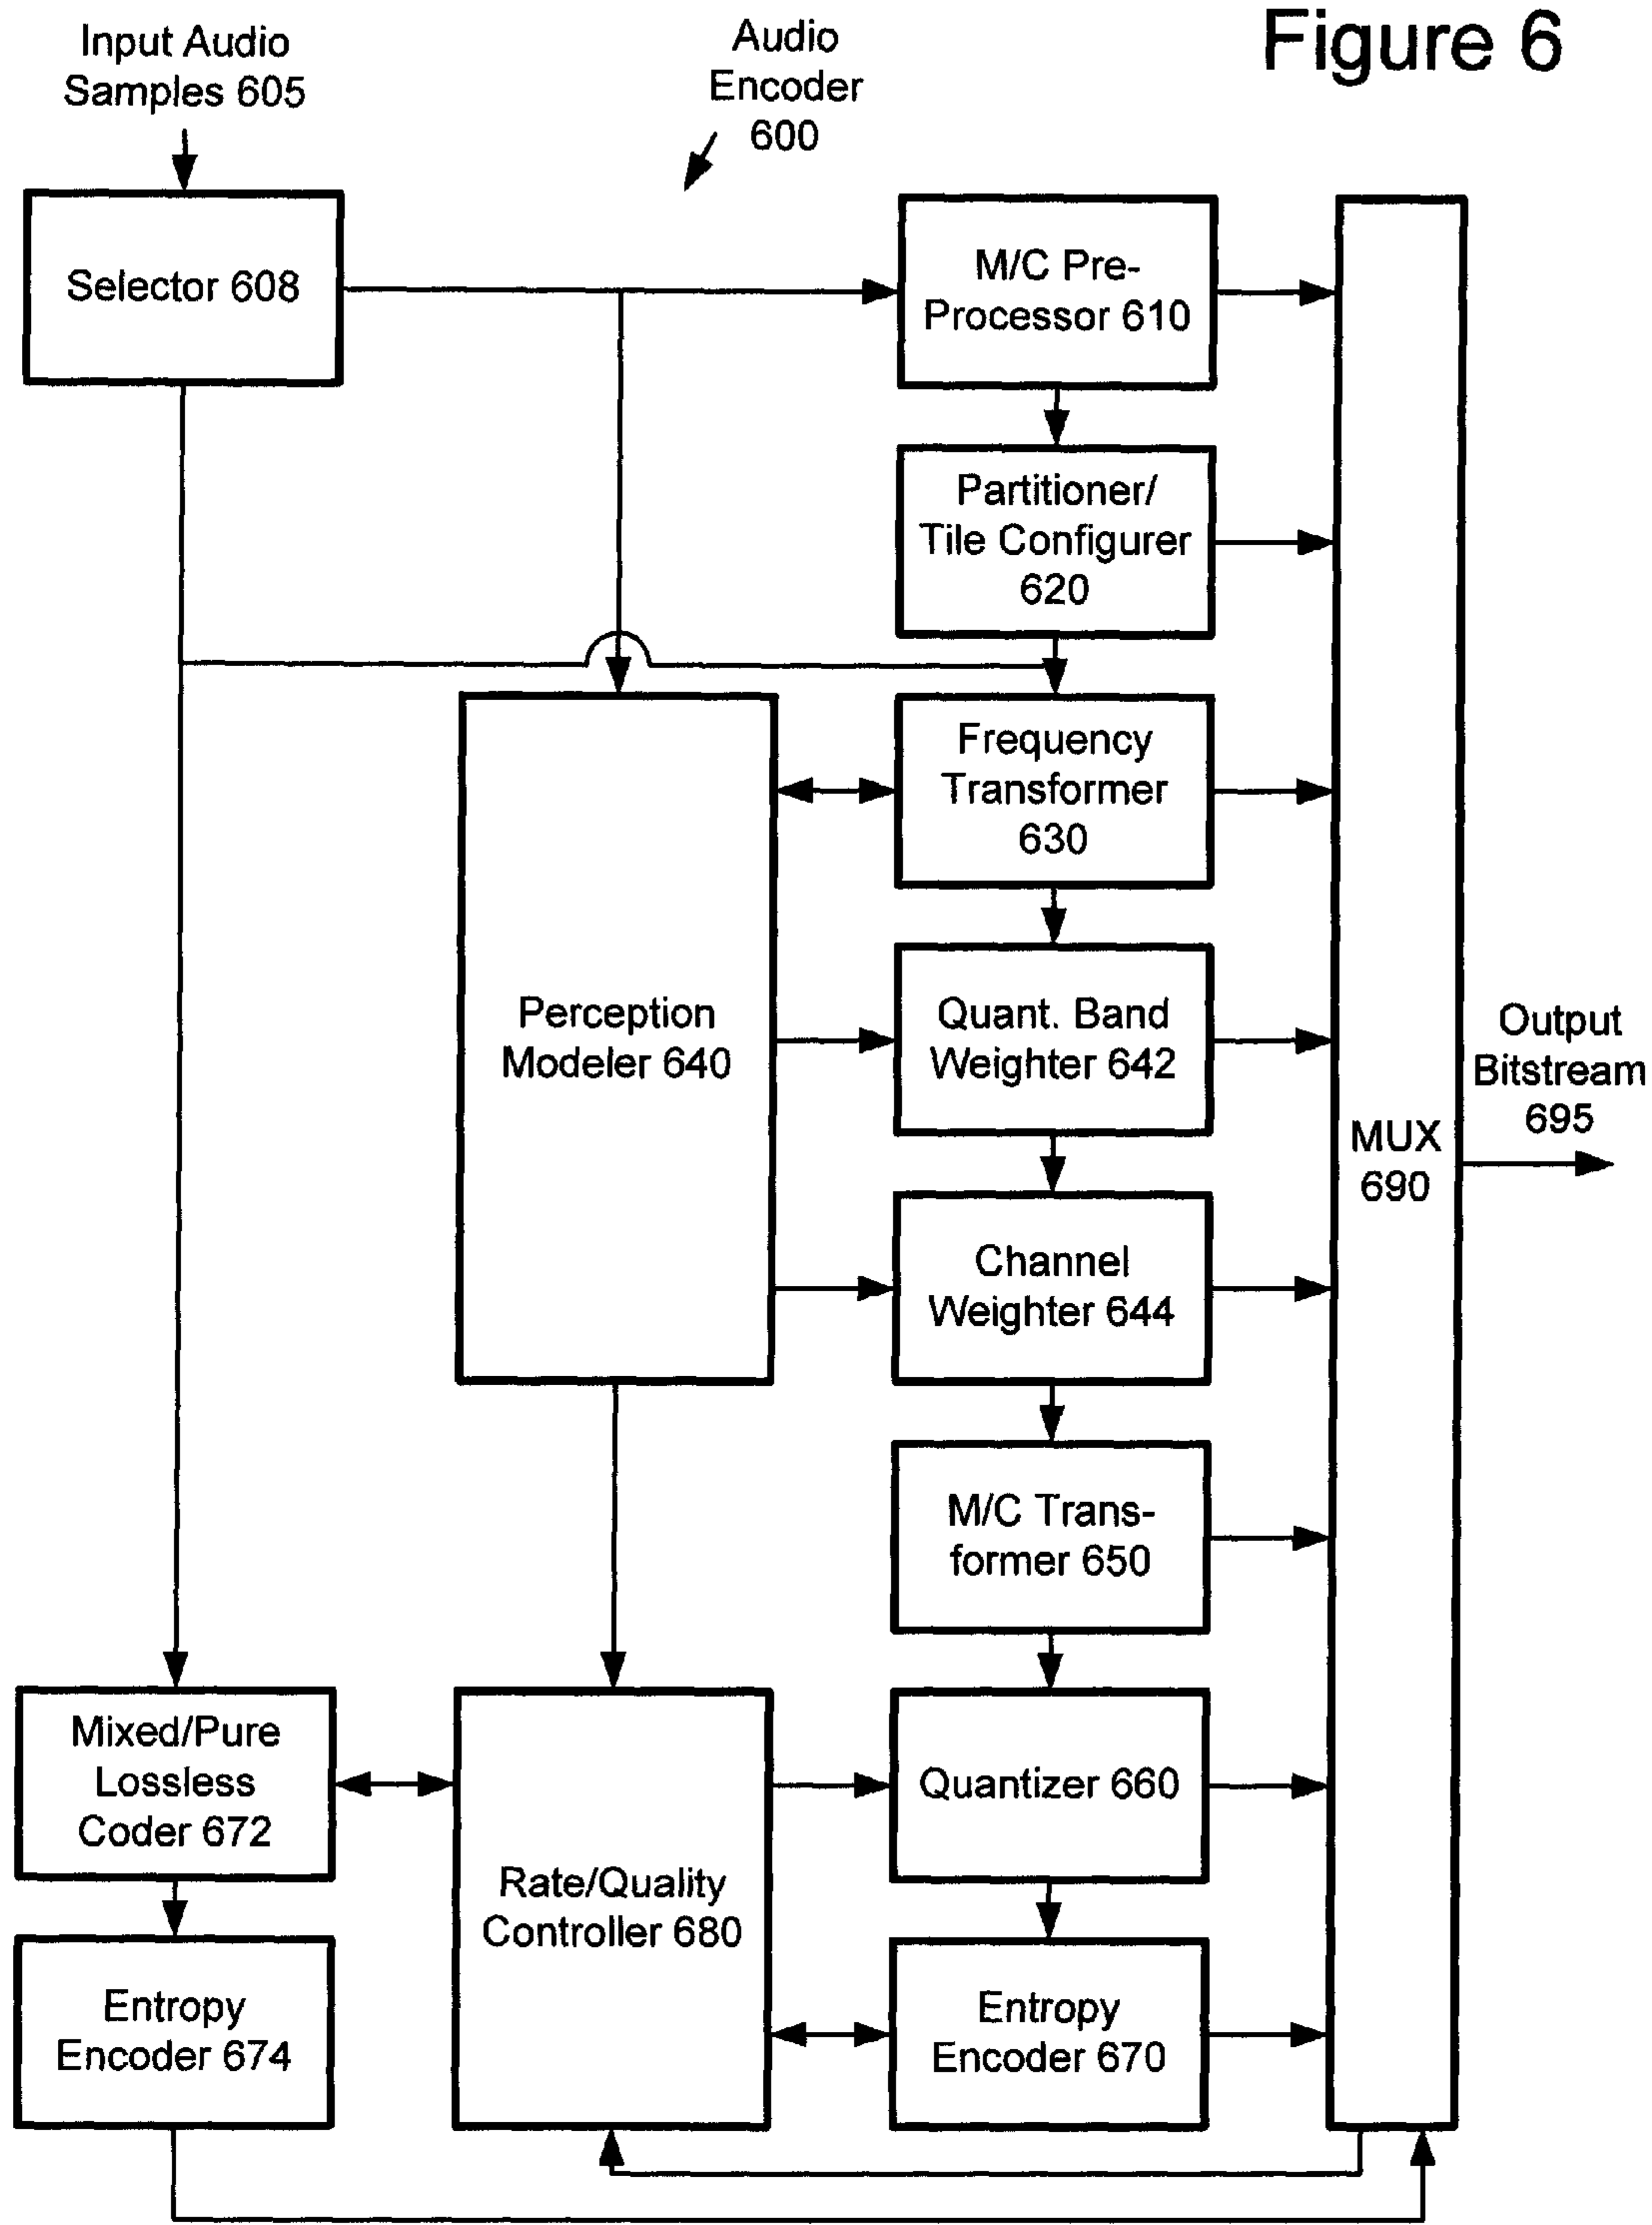 Figure 6
Input Audio
Samples 605
Audio
Encoder
600
Selector 608
M/C Pre-
Processor 610
Partitioner/
Tile Configurer
620
Frequency
Transformer
630
Perception
Modeler 640
Quant. Band
Weighter 642
Output
Bitstream
695
MUX
690
Channel
Weighter 644
M/C Trans-
former 650
Mixed/Pure
Lossless
Coder 672
Rate/Quality
Controller 680
Quantizer 660
Entropy
Encoder 674
Entropy
Encoder 670